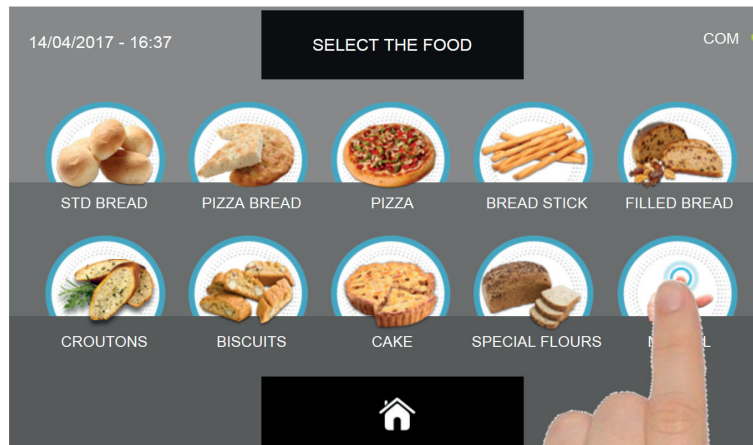 14/04/2017 - 16:37
SELECT THE FOOD
COM
STD BREAD
PIZZA BREAD
PIZZA
BREAD STICK
FILLED BREAD
CROUTONS
BISCUITS
CAKE
SPECIAL FLOURS